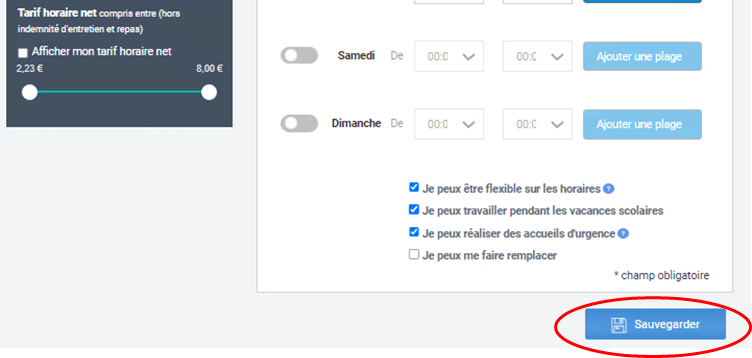 Tarif horaire net compris entre (hors
indemnité d'entretien et repas)
Afficher mon tarif horaire net
2,23 € 8,00 €
Samedi De 00:0 00:0 Ajouter une plage
Dimanche De 00:0 00:0 Ajouter une plage
Je peux être flexible sur les horaires ?
Je peux travailler pendant les vacances scolaires
Je peux réaliser des accueils d'urgence ?
Je peux me faire remplacer
* champ obligatoire
Sauvegarder